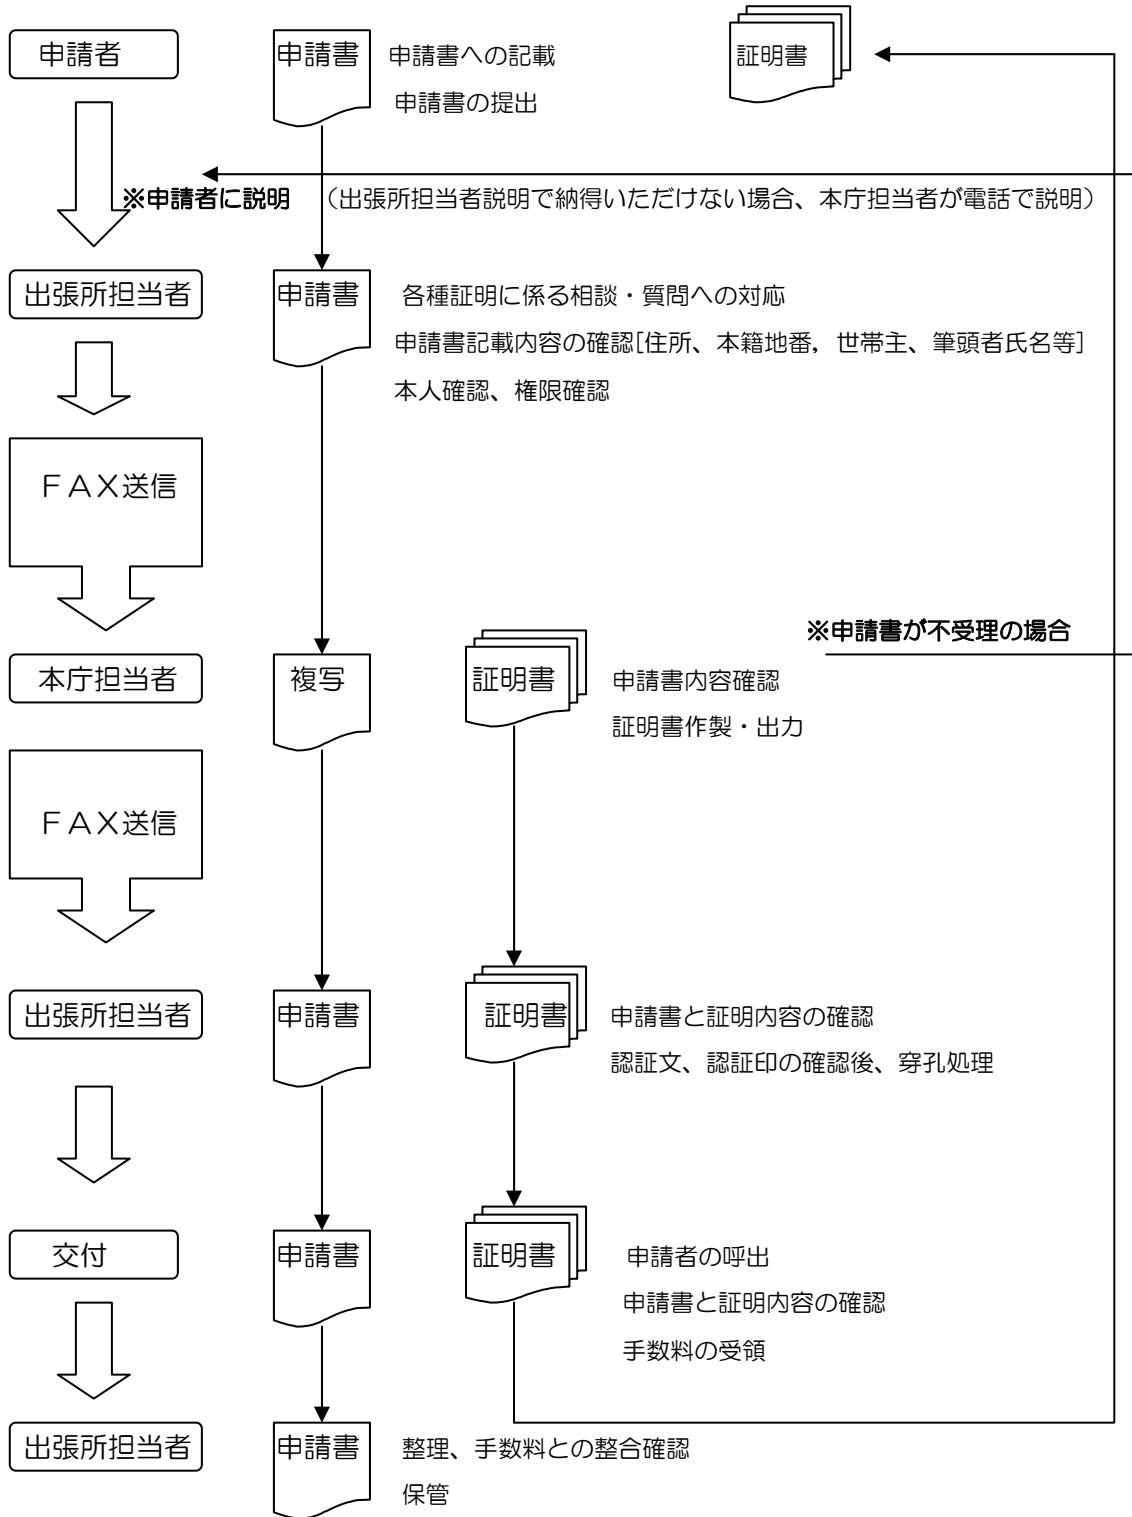 申請者
申請書
申請書への記載
申請書の提出
証明書
※申請者に説明 (出張所担当者説明で納得いただけない場合、本庁担当者が電話で説明)
出張所担当者
申請書
各種証明に係る相談・質問への対応
申請書記載内容の確認[住所、本籍地番，世帯主、筆頭者氏名等]
本人確認、権限確認
ＦＡＸ送信
※申請書が不受理の場合
本庁担当者
複写
証明書
申請書内容確認
証明書作製・出力
ＦＡＸ送信
出張所担当者
申請書
証明書
申請書と証明内容の確認
認証文、認証印の確認後、穿孔処理
交付
申請書
証明書
申請者の呼出
申請書と証明内容の確認
手数料の受領
出張所担当者
申請書
整理、手数料との整合確認
保管